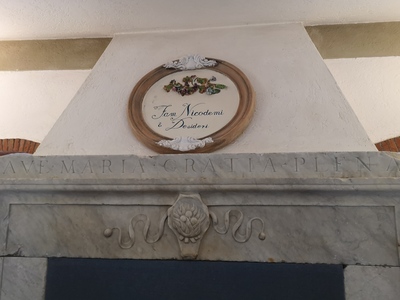 Fam Nicodemi
& Desideri
AVE MARIA GRATIA PLENA